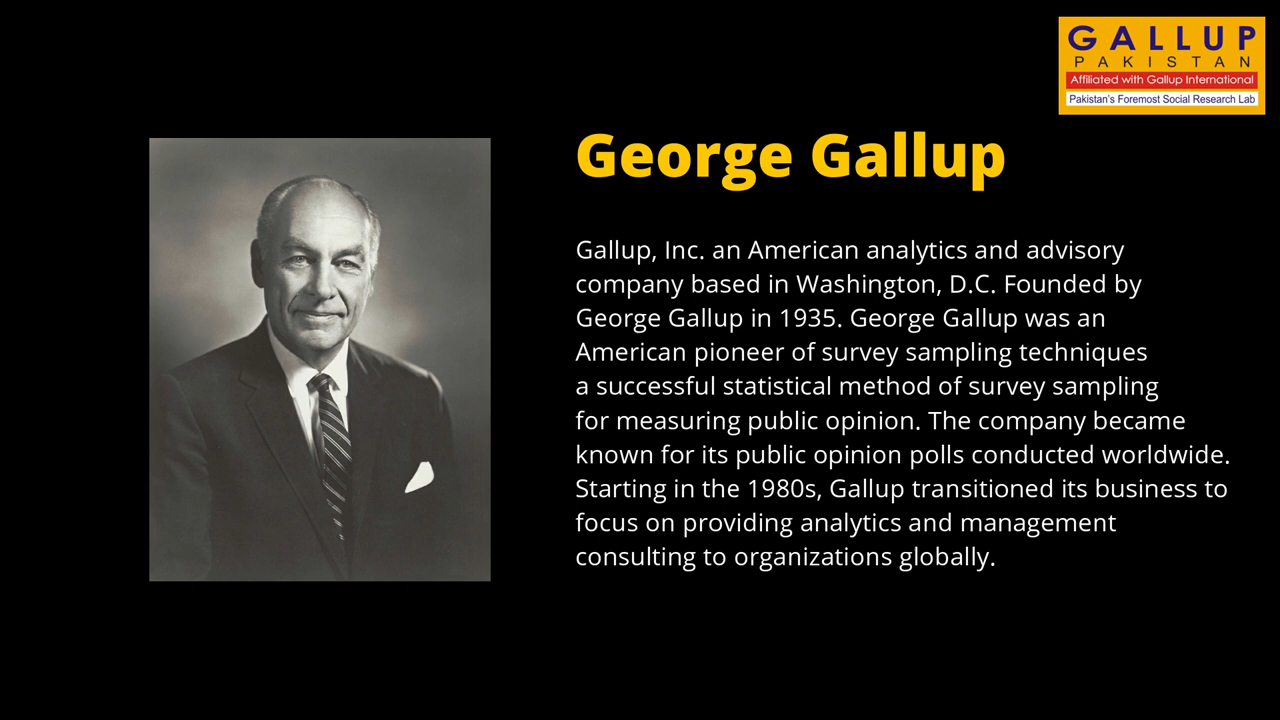 GALLUP
PAKISTAN
Affiliated with Gallup International
Pakistan's Foremost Social Research Lab
George Gallup
Gallup, Inc. an American analytics and advisory
company based in Washington, D.C. Founded by
George Gallup in 1935. George Gallup was an
American pioneer of survey sampling techniques
a successful statistical method of survey sampling
for measuring public opinion. The company became
known for its public opinion polls conducted worldwide.
Starting in the 1980s, Gallup transitioned its business to
focus on providing analytics and management
consulting to organizations globally.